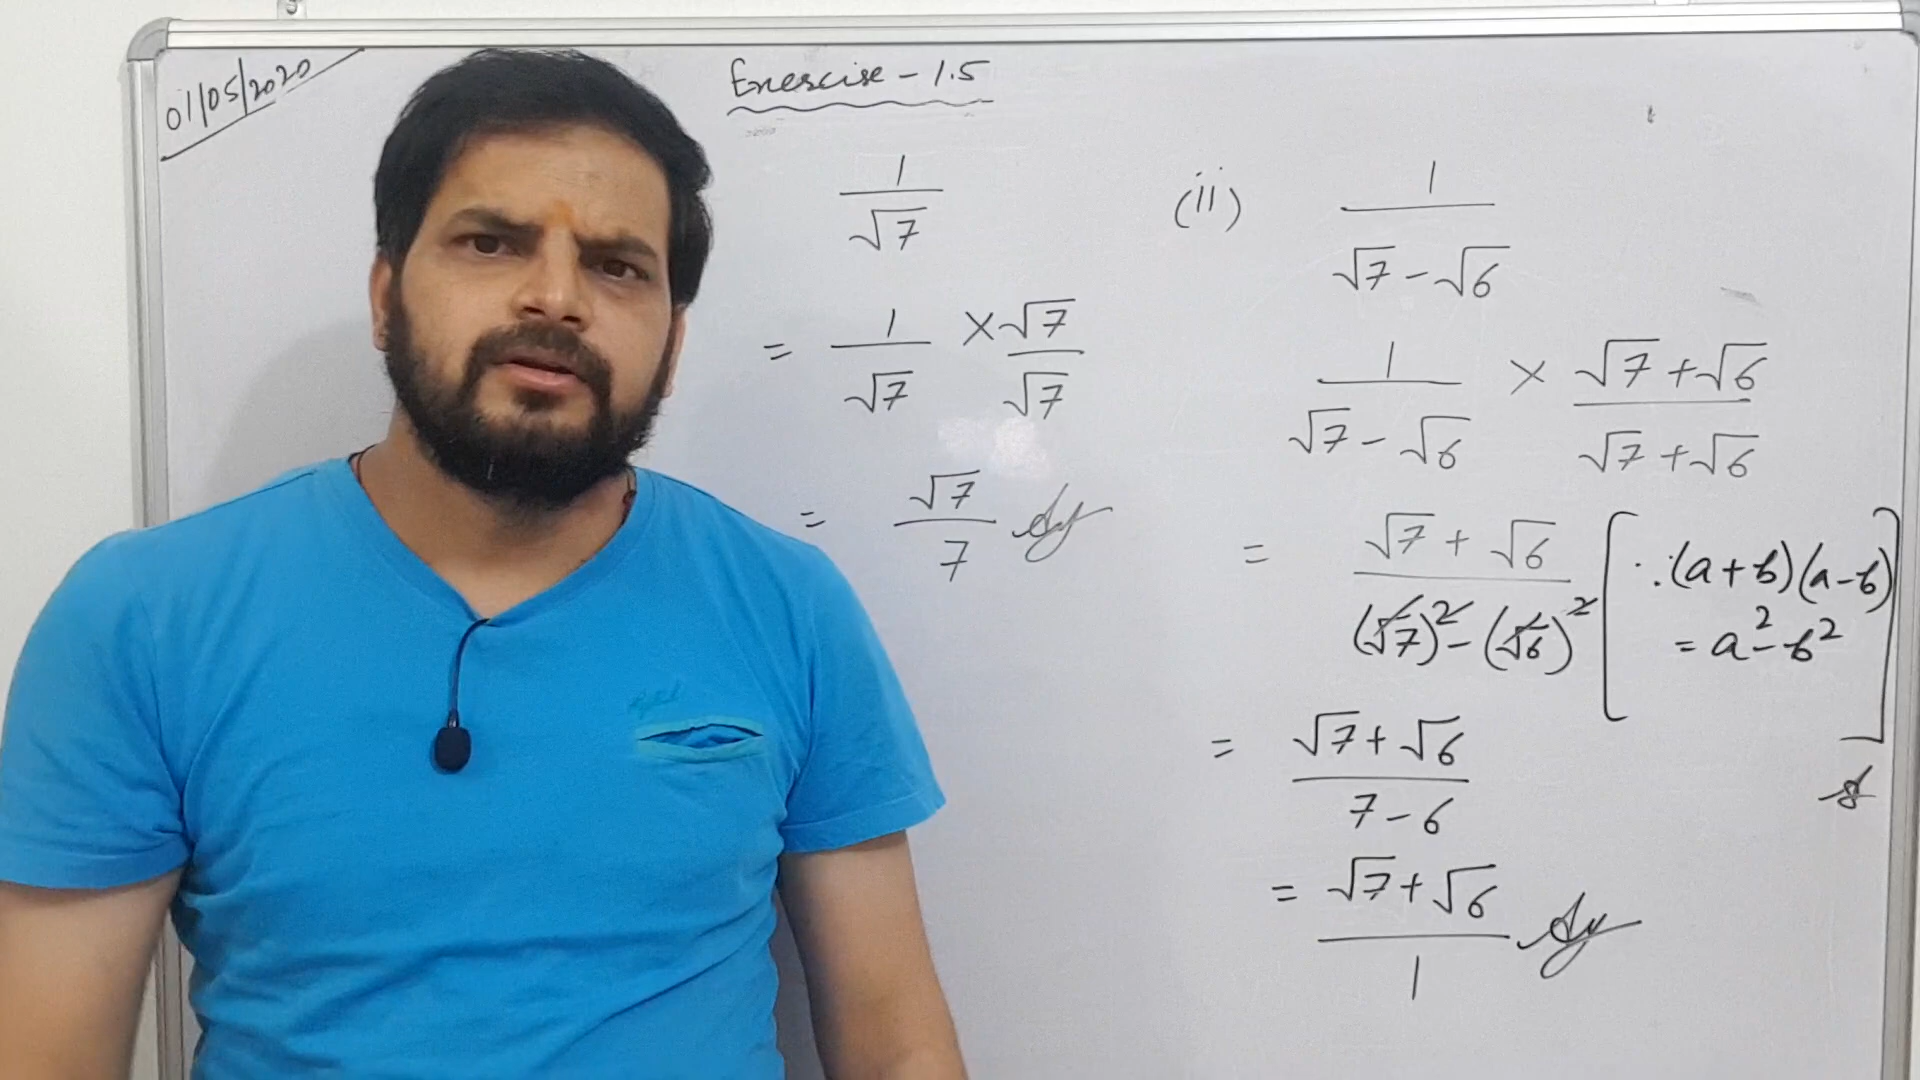 01/05/2020
Exercise - 1.5
1
√7
= 1/√7 × √7/√7
= √7/7
(ii) 1/(√7 - √6)
1/(√7 - √6) × (√7 + √6)/(√7 + √6)
= (√7 + √6)/((√7)² - (√6)²) [∵ (a+b)(a-b)
= a² - b²]
= (√7 + √6)/(7 - 6)
= (√7 + √6)/1